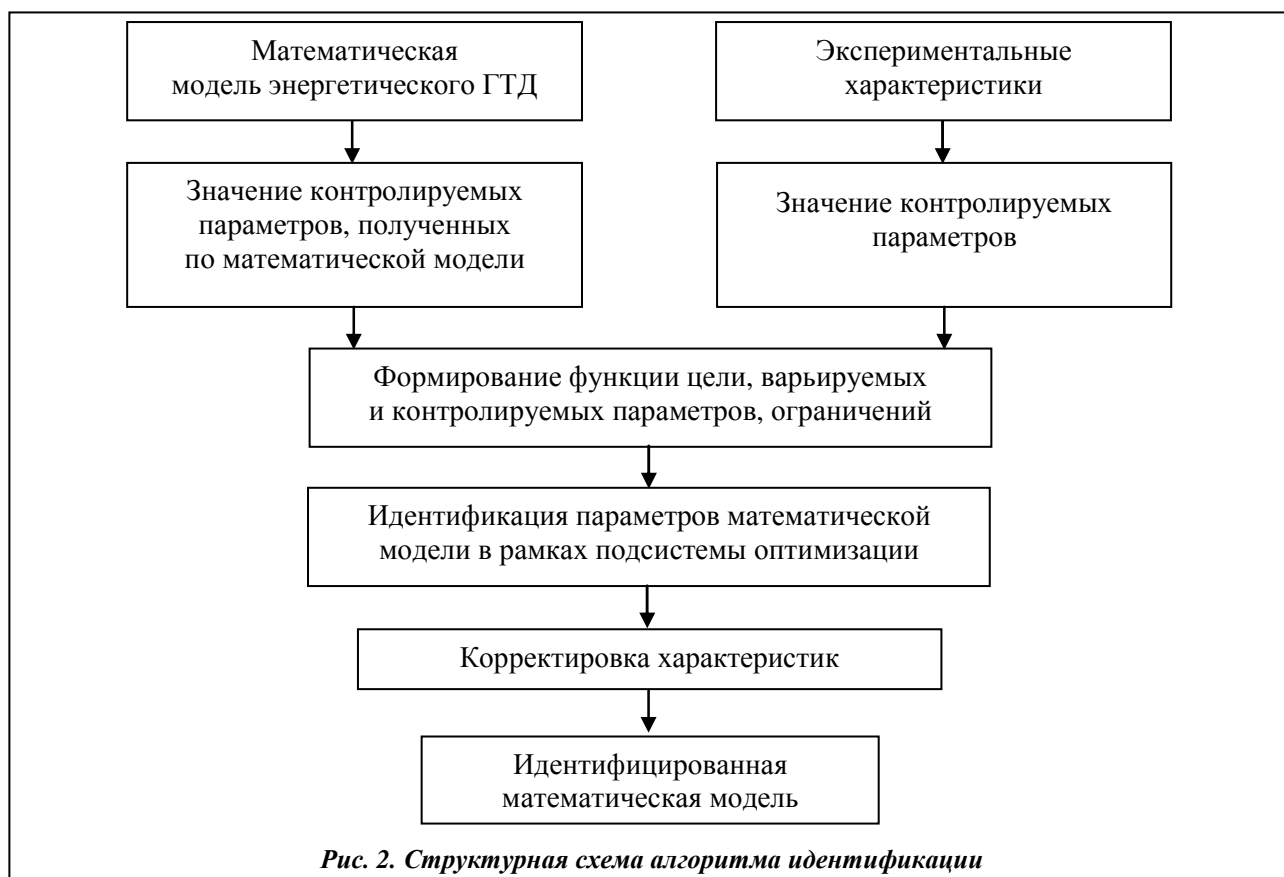 Математическая
модель энергетического ГТД
Экспериментальные
характеристики
Значение контролируемых
параметров, полученных
по математической модели
Значение контролируемых
параметров
Формирование функции цели, варьируемых
и контролируемых параметров, ограничений
Идентификация параметров математической
модели в рамках подсистемы оптимизации
Корректировка характеристик
Идентифицированная
математическая модель
Рис. 2. Структурная схема алгоритма идентификации